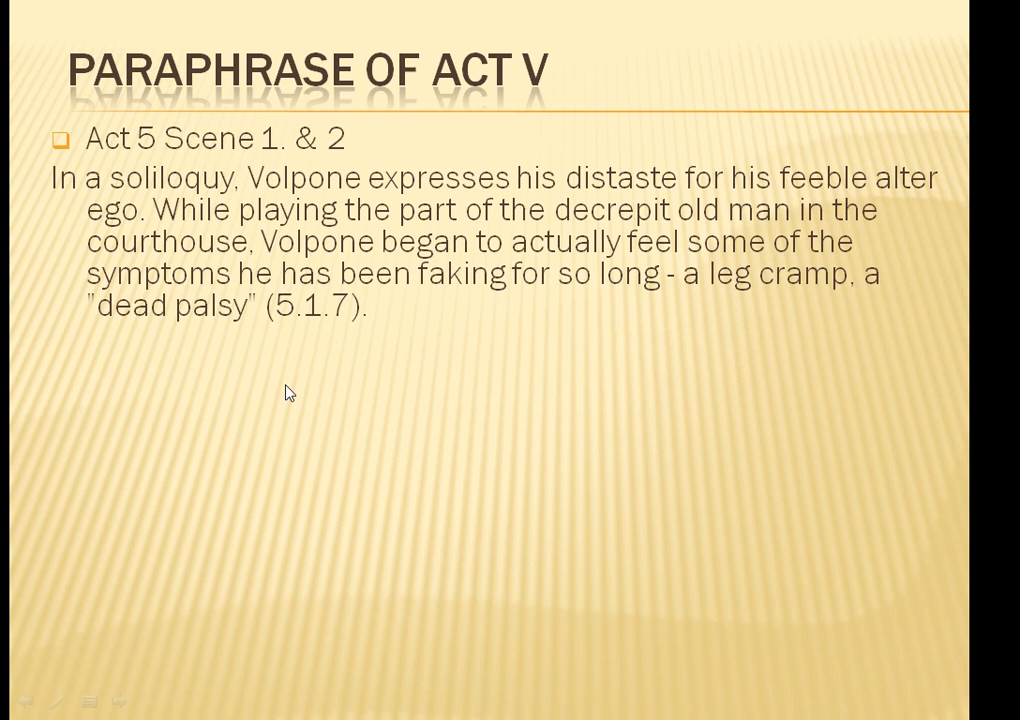 PARAPHRASE OF ACT V
Act 5 Scene 1. & 2
In a soliloquy, Volpone expresses his distaste for his feeble alter
ego. While playing the part of the decrepit old man in the
courthouse, Volpone began to actually feel some of the
symptoms he has been faking for so long - a leg cramp, a
"dead palsy" (5.1.7).